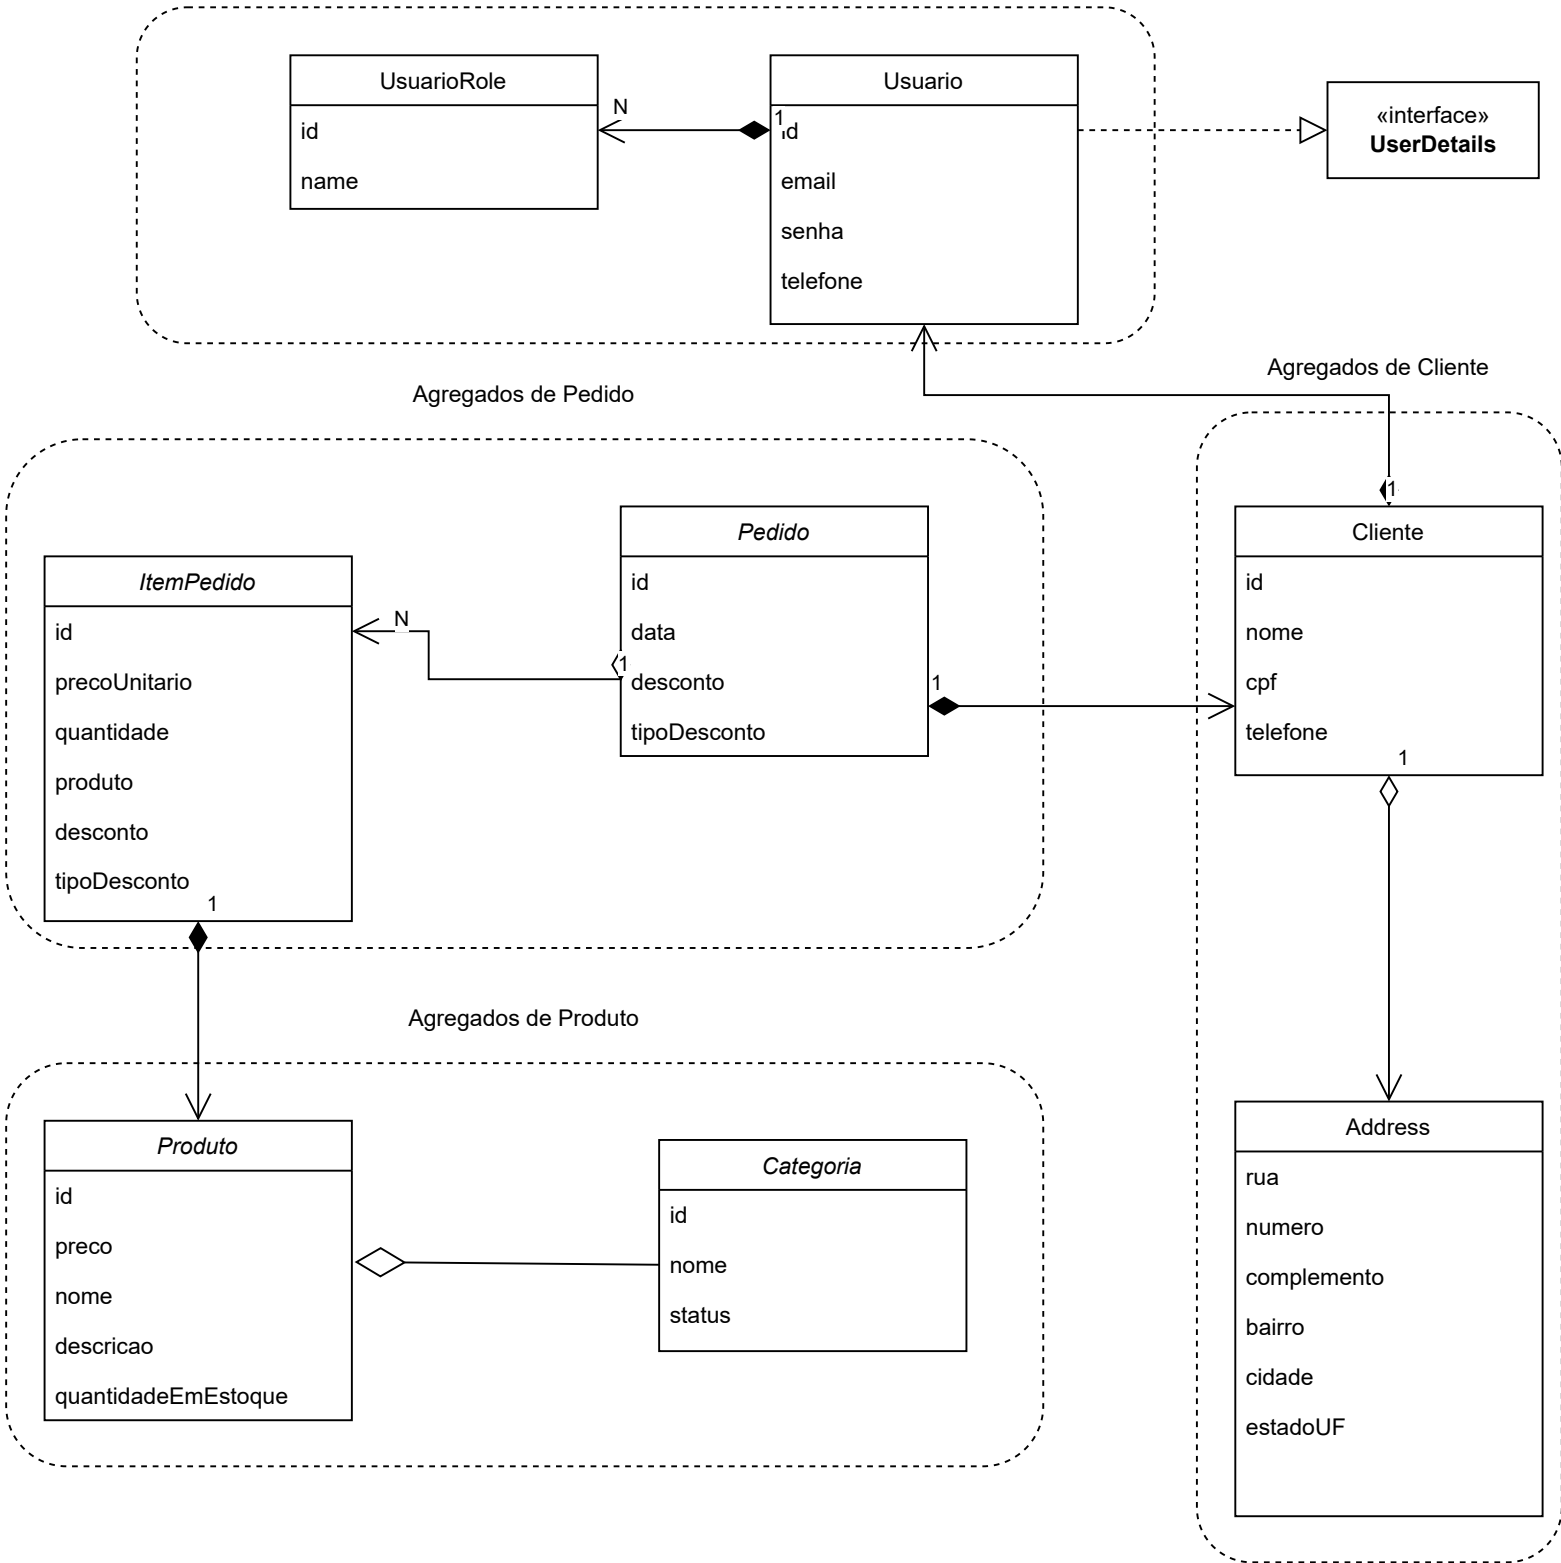 UsuarioRole
id
name
N
1
Usuario
id
email
senha
telefone
«interface»
UserDetails
Agregados de Pedido
Agregados de Cliente
ItemPedido
id
precoUnitario
quantidade
produto
desconto
tipoDesconto
1
N
1
Pedido
id
data
desconto
tipoDesconto
1
1
Cliente
id
nome
cpf
telefone
1
Agregados de Produto
Produto
id
preco
nome
descricao
quantidadeEmEstoque
Categoria
id
nome
status
Address
rua
numero
complemento
bairro
cidade
estadoUF